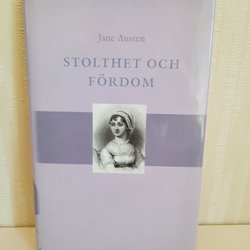 Jane Austen
STOLTHET OCH
FÖRDOM